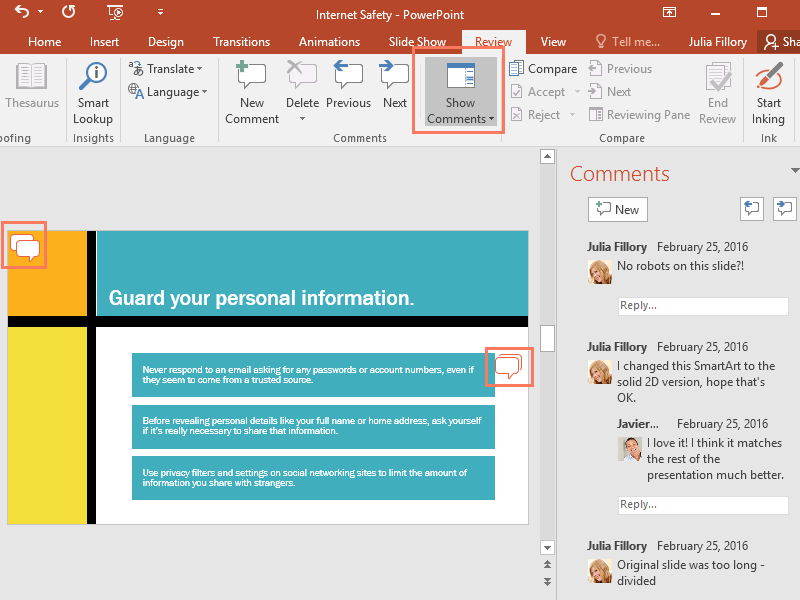 Internet Safety - PowerPoint
Home Insert Design Transitions Animations Slide Show Review View Tell me... Julia Fillory Sha
Thesaurus
Smart
Lookup
Translate
Language
New
Comment
Delete
Previous
Next
Show
Comments
Compare
Accept
Reject
Previous
Next
Reviewing Pane
End
Review
Start
Inking
oofing Insights Language Comments Compare Ink
Guard your personal information.
Never respond to an email asking for any passwords or account numbers, even if
they seem to come from a trusted source.
Before revealing personal details like your full name or home address, ask yourself
if it's really necessary to share that information.
Use privacy filters and settings on social networking sites to limit the amount of
information you share with strangers.
Comments
New
Julia Fillory February 25, 2016
No robots on this slide?!
Reply...
Julia Fillory February 25, 2016
I changed this SmartArt to the
solid 2D version, hope that's
OK.
Javier... February 25, 2016
I love it! I think it matches
the rest of the
presentation much better.
Reply...
Julia Fillory February 25, 2016
Original slide was too long -
divided